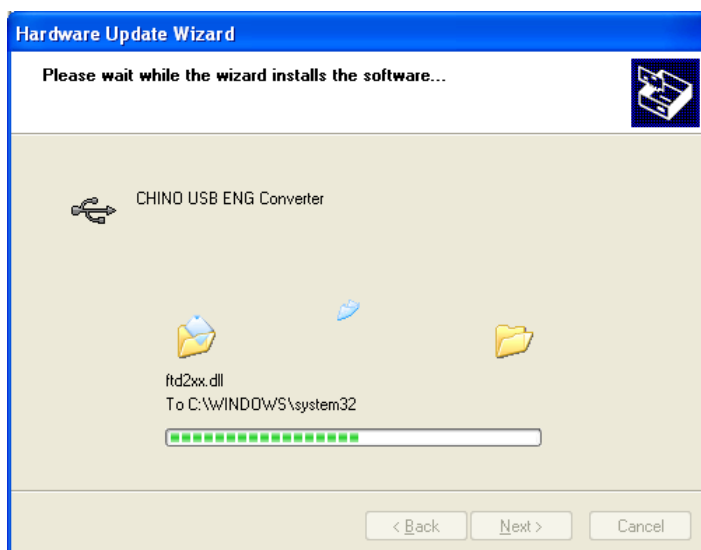 Hardware Update Wizard
Please wait while the wizard installs the software...
CHINO USB ENG Converter
ftd2xx.dll
To C:\WINDOWS\system32
< Back Next > Cancel